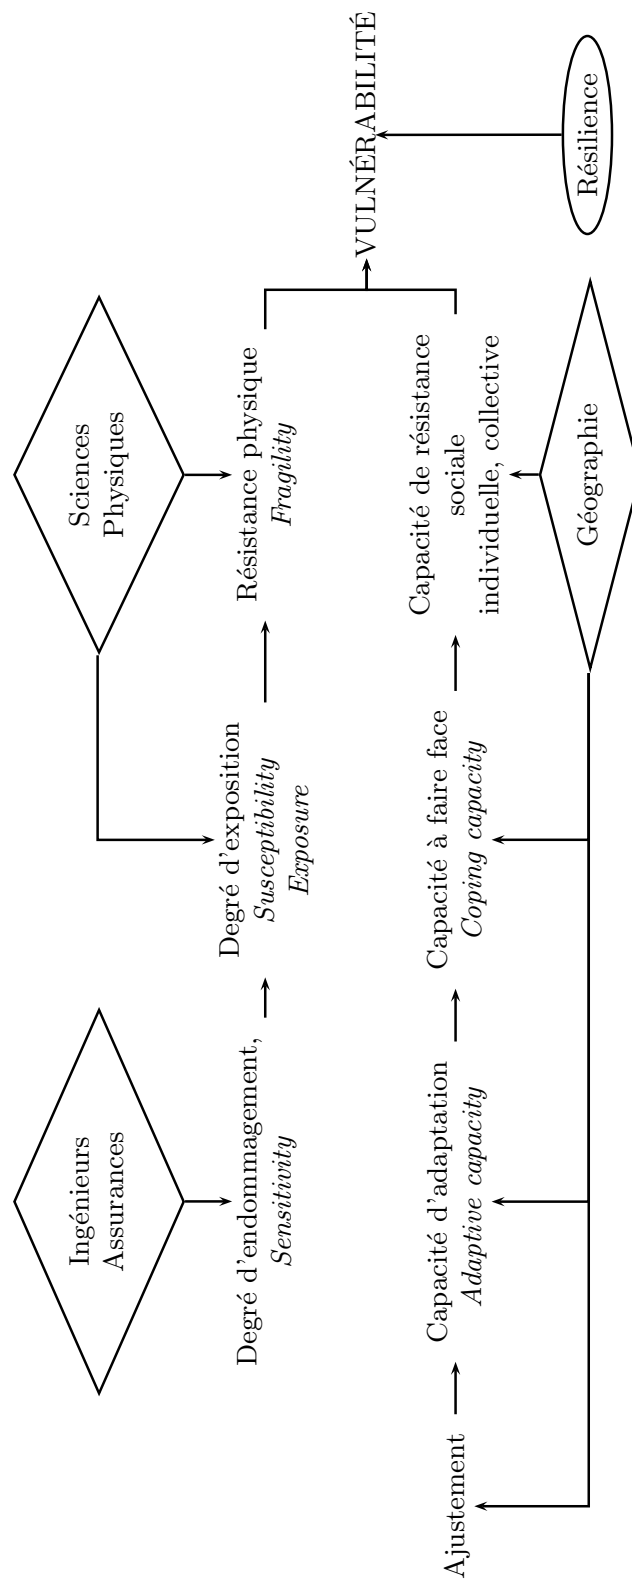 Ingénieurs
Assurances
Sciences
Physiques
Degré d'endommagement,
Sensitivity
Degré d'exposition
Susceptibility
Exposure
Résistance physique
Fragility
VULNÉRABILITÉ
Ajustement
Capacité d'adaptation
Adaptive capacity
Capacité à faire face
Coping capacity
Capacité de résistance
sociale
individuelle, collective
Géographie
Résilience